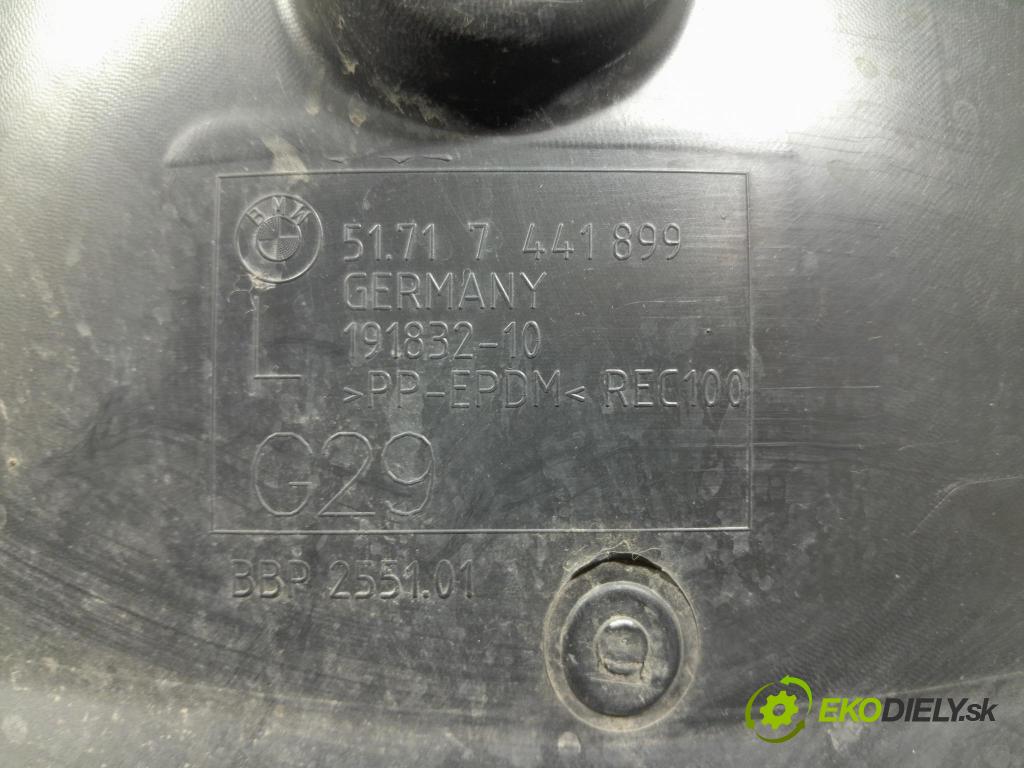 BMW
51.71 7 441 899
GERMANY
191832-10
L
>PP-EPDM< REC100
G29
BBP 2551.01
EKODIELY.sk